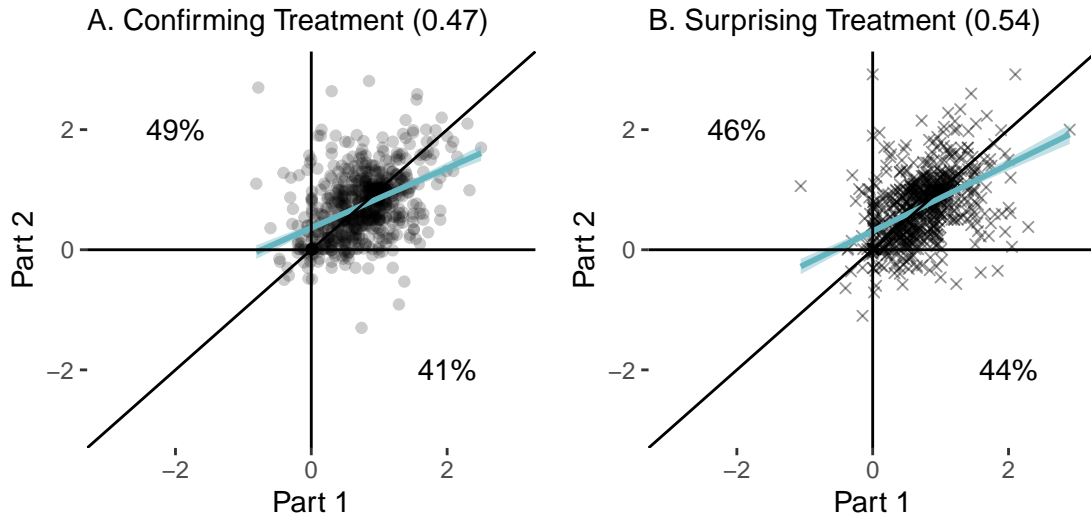 A. Confirming Treatment (0.47)
49%
41%
2
0
−2
−2
0
2
Part 1
Part 2
B. Surprising Treatment (0.54)
46%
44%
2
0
−2
−2
0
2
Part 1
Part 2